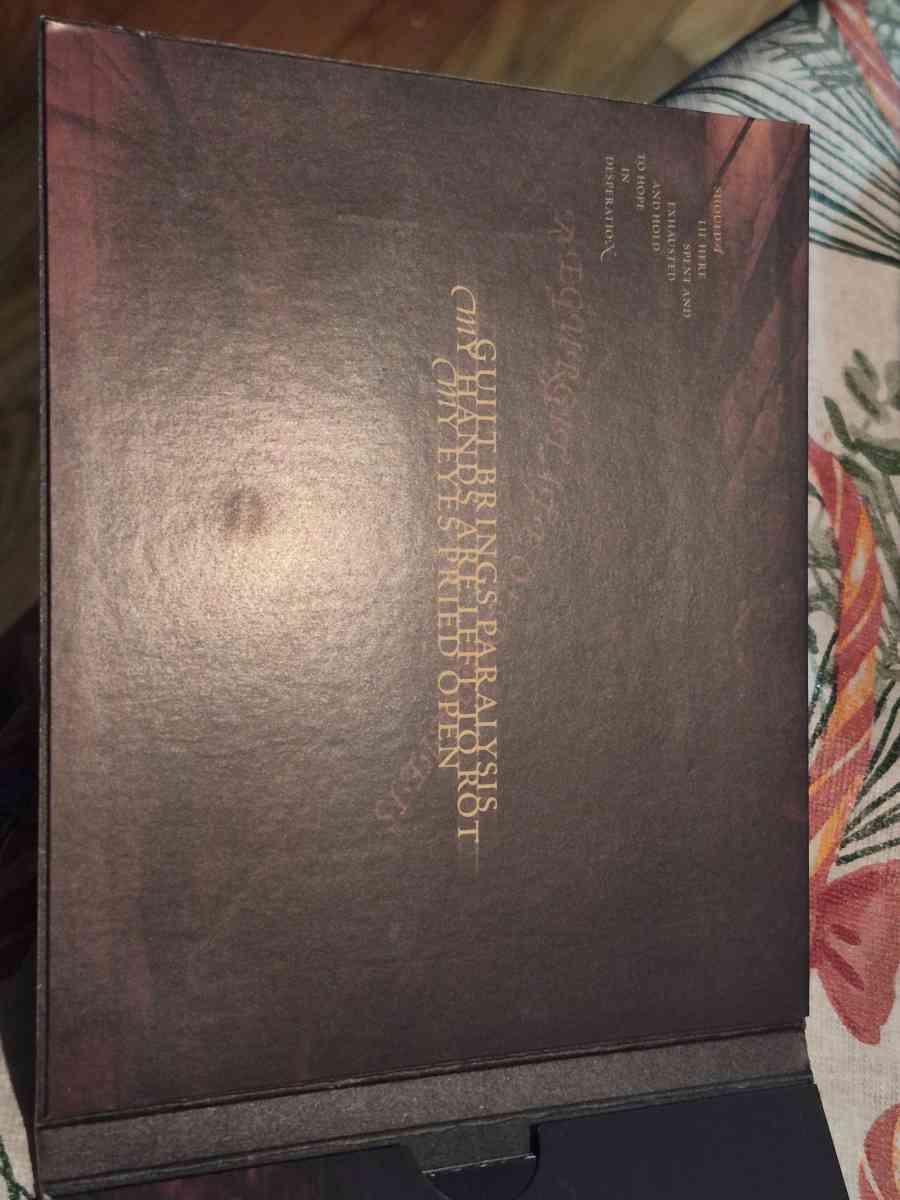 SHOULD I
LIE HERE
SPENT AND
EXHAUSTED
AND HOLD
TO HOPE
IN
DESPERATION
GUILT BRINGS PARALYSIS
MY HANDS ARE LEFT TO ROT
MY EYES PRIED OPEN